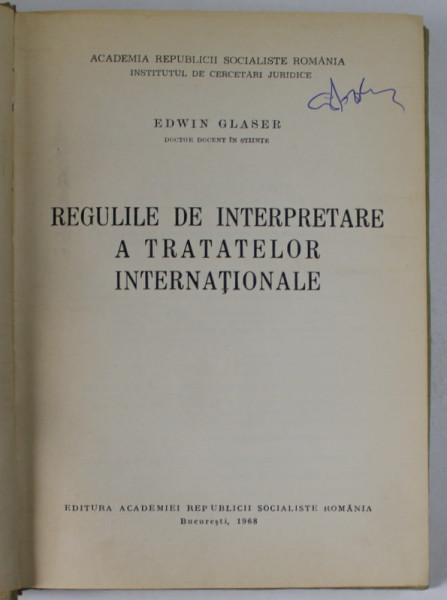 ACADEMIA REPUBLICII SOCIALISTE ROMÂNIA
INSTITUTUL DE CERCETĂRI JURIDICE
EDWIN GLASER
DOCTOR DOCENT ÎN ȘTIINȚE
REGULILE DE INTERPRETARE
A TRATATELOR
INTERNAȚIONALE
EDITURA ACADEMIEI REPUBLICII SOCIALISTE ROMÂNIA
București, 1968